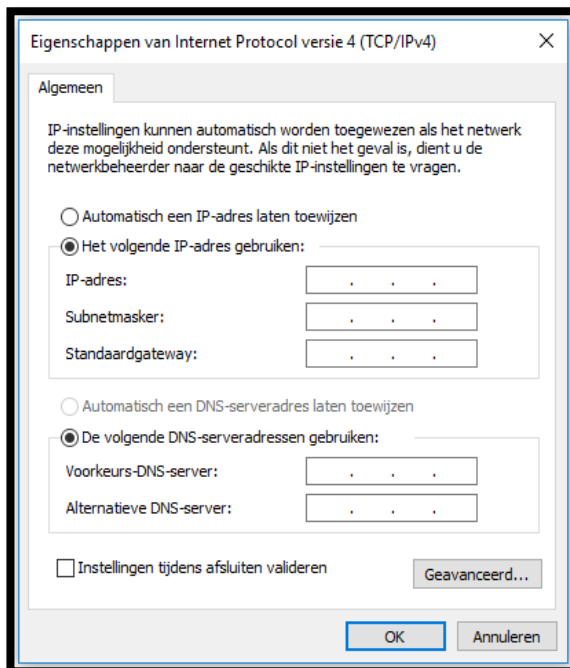 Eigenschappen van Internet Protocol versie 4 (TCP/IPv4)
Algemeen
IP-instellingen kunnen automatisch worden toegewezen als het netwerk
deze mogelijkheid ondersteunt. Als dit niet het geval is, dient u de
netwerkbeheerder naar de geschikte IP-instellingen te vragen.
Automatisch een IP-adres laten toewijzen
Het volgende IP-adres gebruiken:
IP-adres:
Subnetmasker:
Standaardgateway:
Automatisch een DNS-serveradres laten toewijzen
De volgende DNS-serveradressen gebruiken:
Voorkeurs-DNS-server:
Alternatieve DNS-server:
Instellingen tijdens afsluiten valideren
Geavanceerd...
OK Annuleren